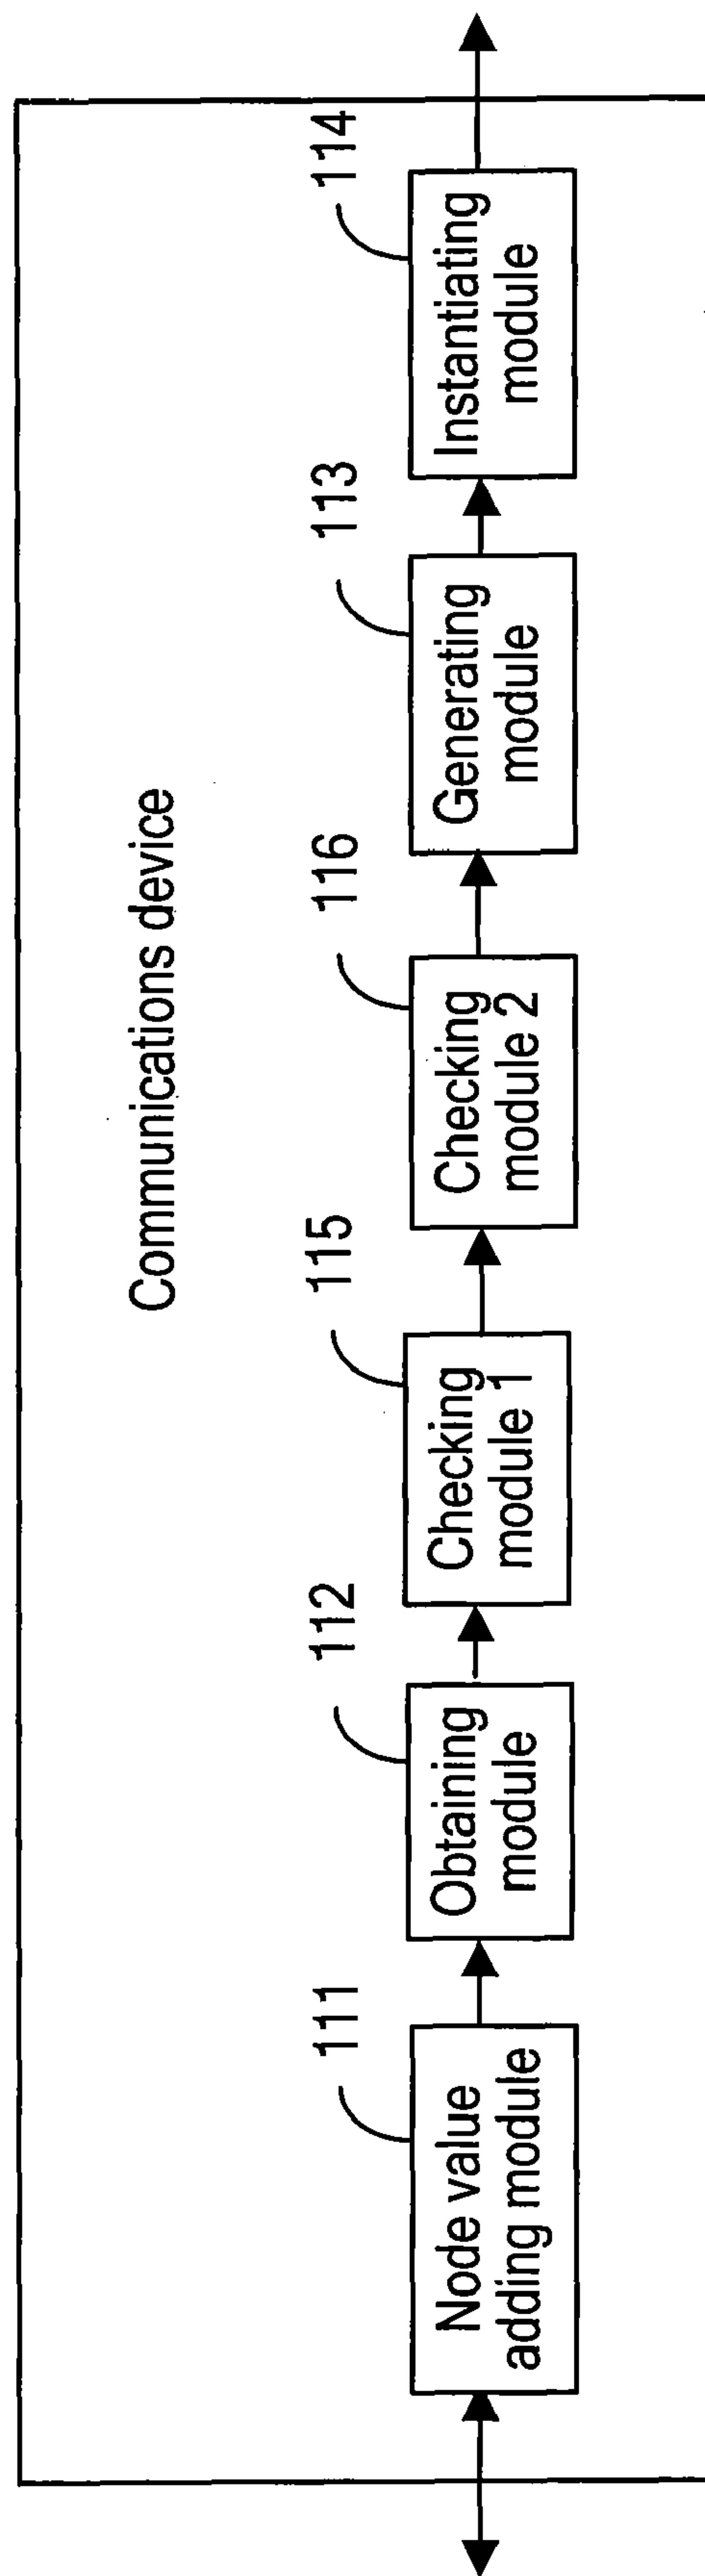 Communications device
111
112
115
116
113
114
Node value
adding module
Obtaining
module
Checking
module 1
Checking
module 2
Generating
module
Instantiating
module